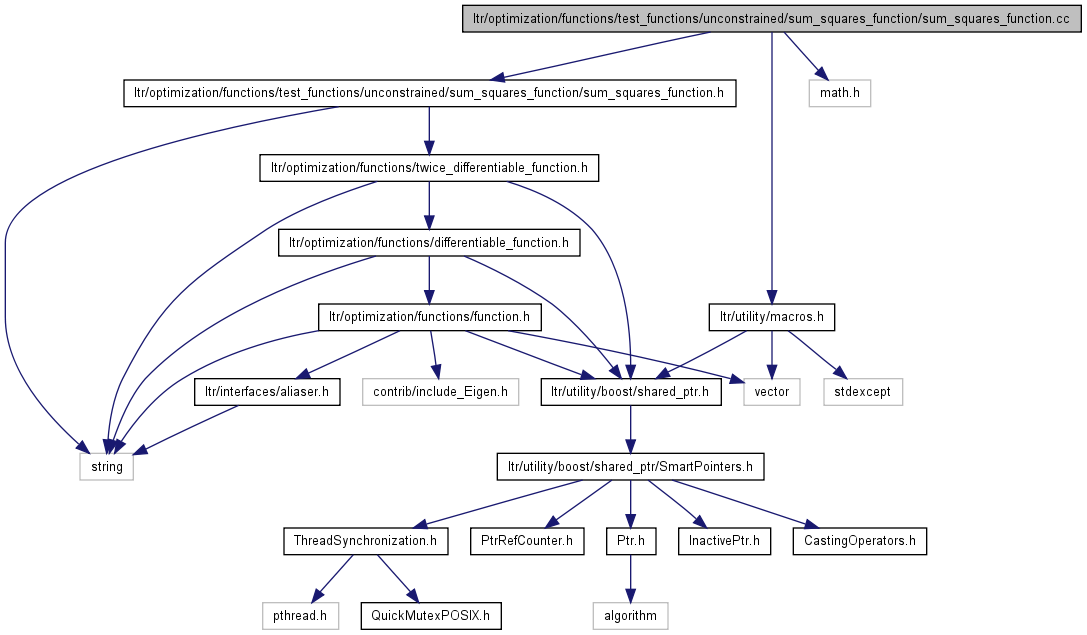 ltr/optimization/functions/test_functions/unconstrained/sum_squares_function/sum_squares_function.cc
ltr/optimization/functions/test_functions/unconstrained/sum_squares_function/sum_squares_function.h
math.h
ltr/optimization/functions/twice_differentiable_function.h
ltr/optimization/functions/differentiable_function.h
ltr/optimization/functions/function.h
ltr/utility/macros.h
ltr/interfaces/aliaser.h
contrib/include_Eigen.h
ltr/utility/boost/shared_ptr.h
vector
stdexcept
string
ltr/utility/boost/shared_ptr/SmartPointers.h
ThreadSynchronization.h
PtrRefCounter.h
Ptr.h
InactivePtr.h
CastingOperators.h
pthread.h
QuickMutexPOSIX.h
algorithm